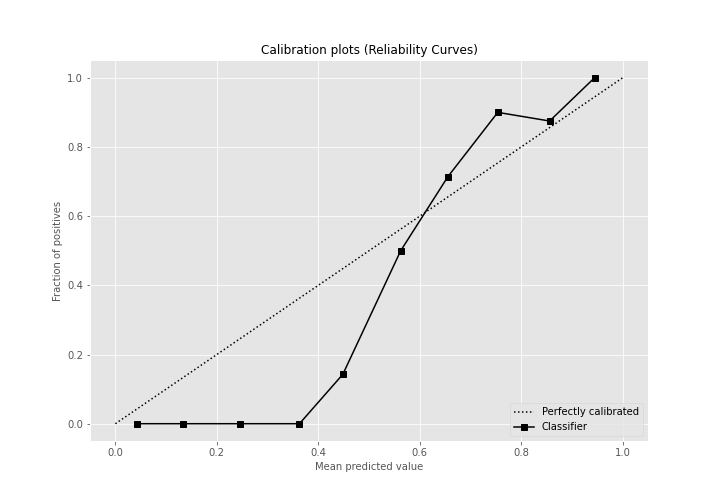 Calibration plots (Reliability Curves)
Fraction of positives
1.0
0.8
0.6
0.4
0.2
0.0
0.0 0.2 0.4 0.6 0.8 1.0
Mean predicted value
Perfectly calibrated
Classifier